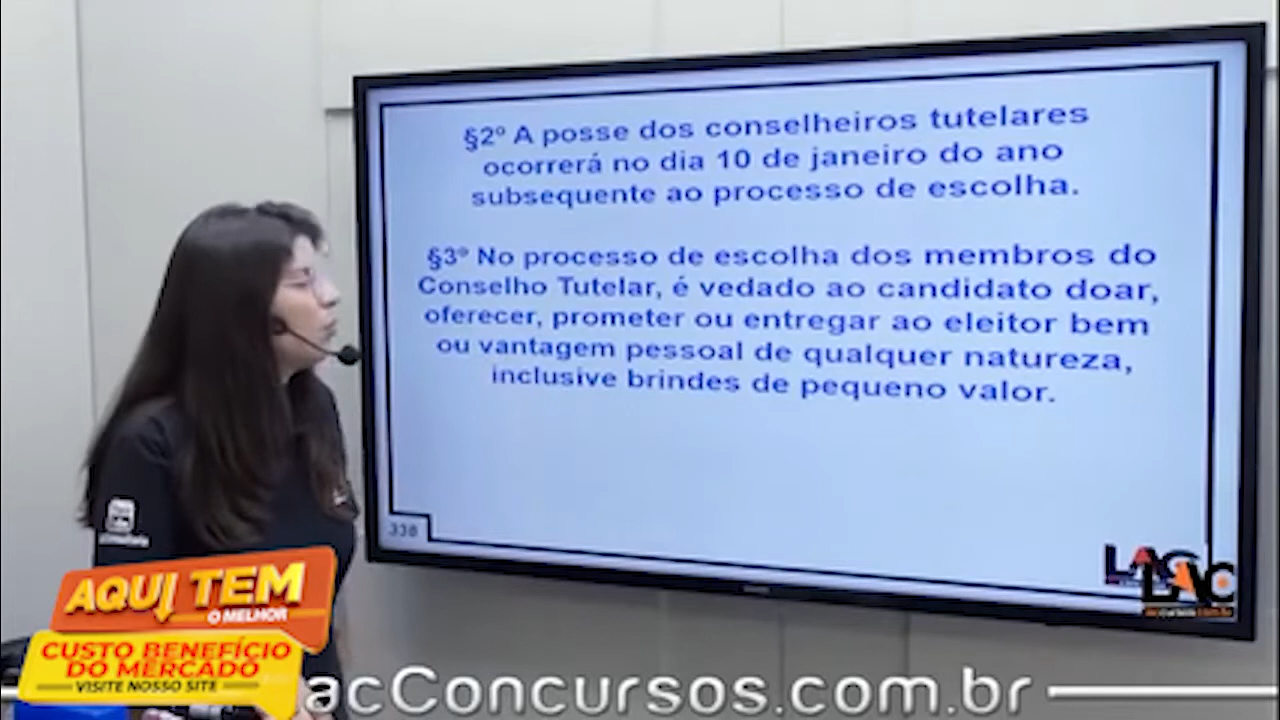 §2º A posse dos conselheiros tutelares
ocorrerá no dia 10 de janeiro do ano
subsequente ao processo de escolha.
§3º No processo de escolha dos membros do
Conselho Tutelar, é vedado ao candidato doar,
oferecer, prometer ou entregar ao eleitor bem
ou vantagem pessoal de qualquer natureza,
inclusive brindes de pequeno valor.
338
LAC
AQUI TEM
O MELHOR
CUSTO BENEFÍCIO
DO MERCADO
VISITE NOSSO SITE
acConcursos.com.br